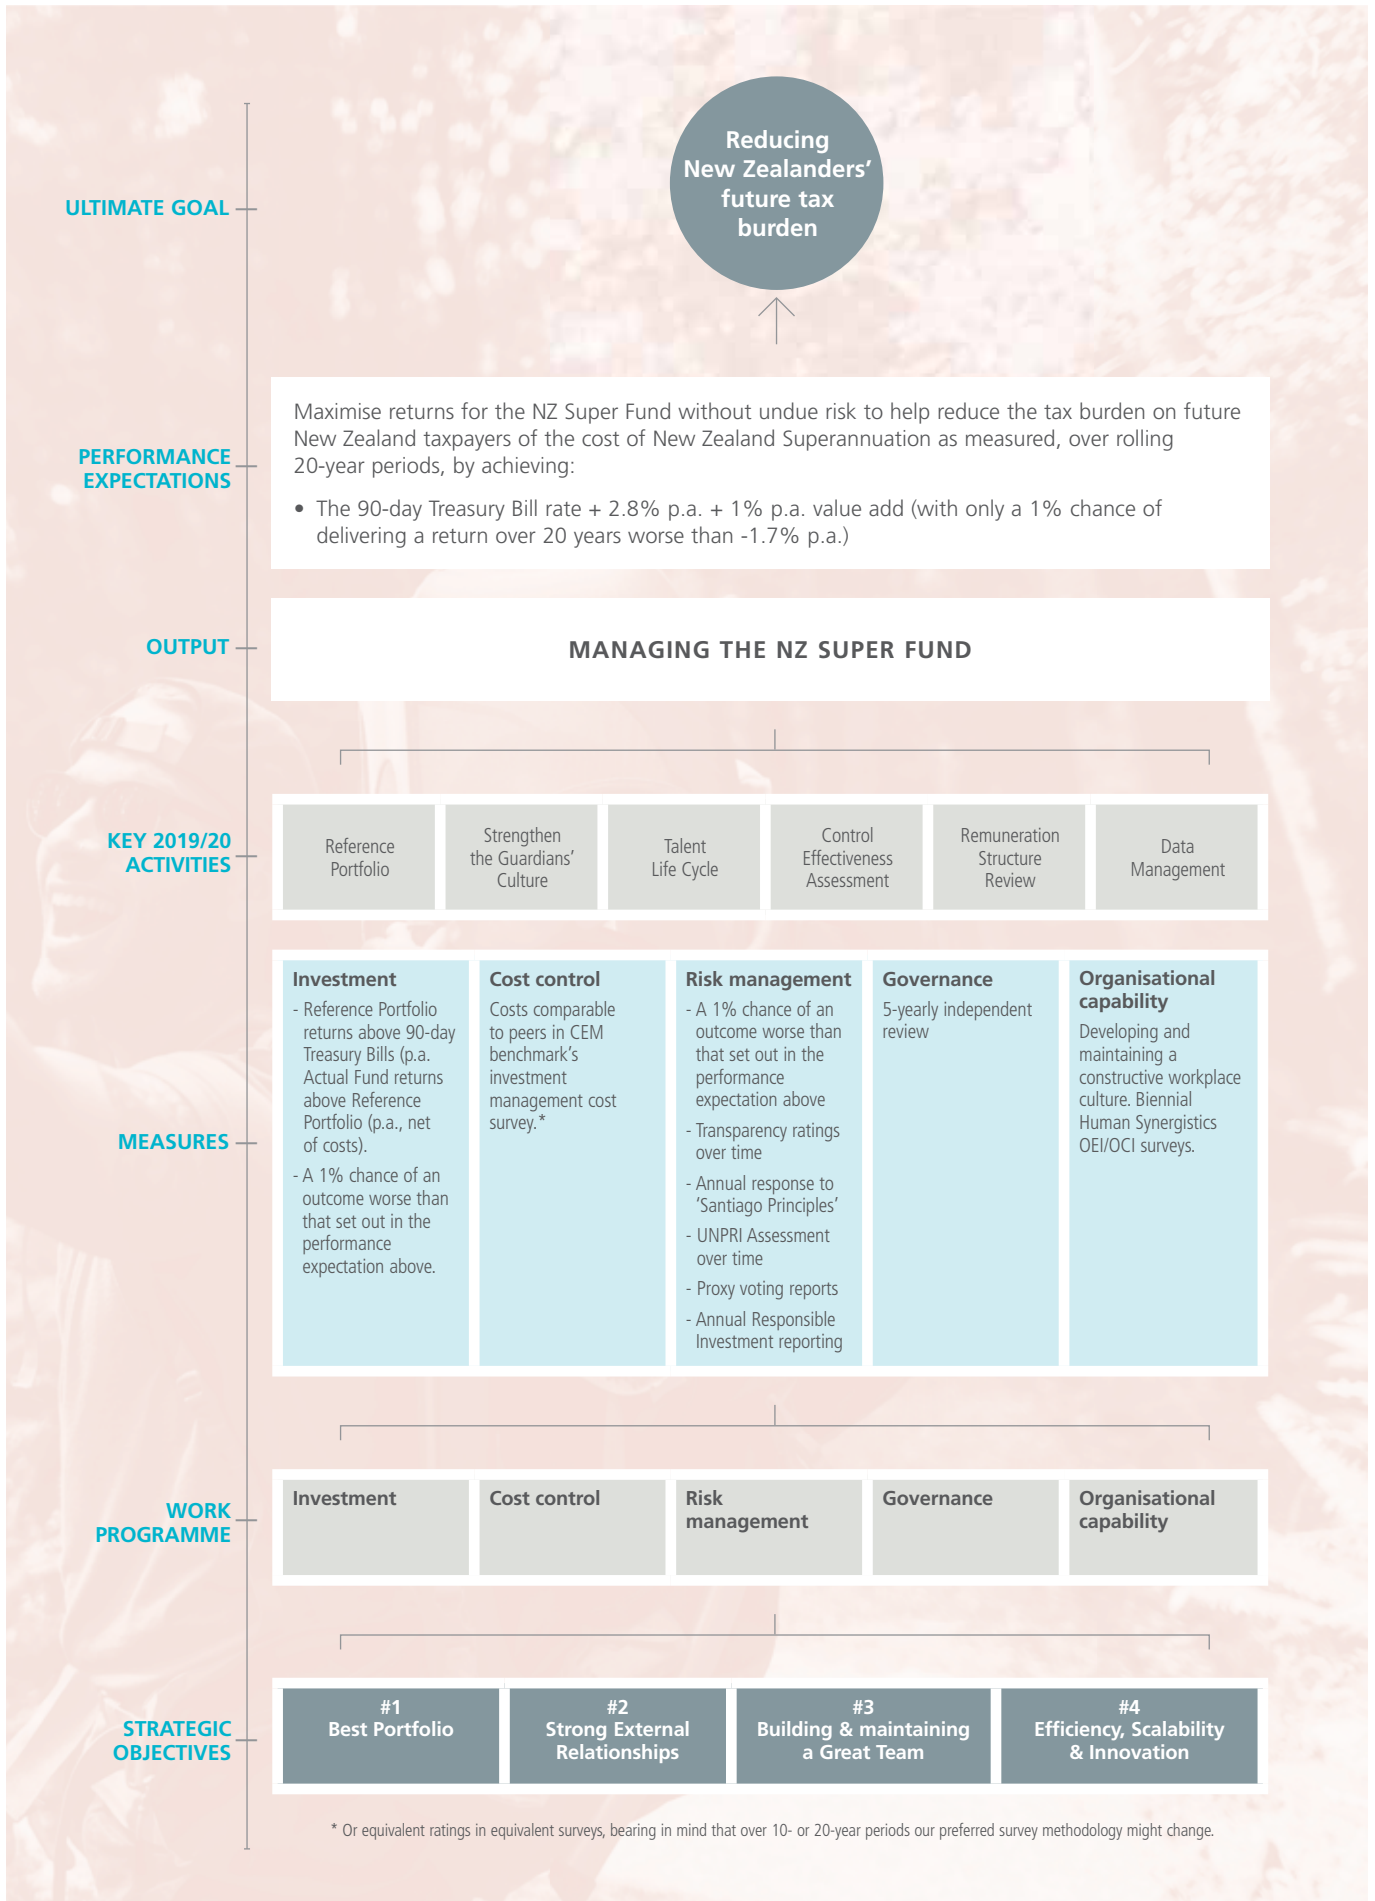 Reducing
New Zealanders’
future tax
burden
ULTIMATE GOAL
PERFORMANCE
EXPECTATIONS
Maximise returns for the NZ Super Fund without undue risk to help reduce the tax burden on future
New Zealand taxpayers of the cost of New Zealand Superannuation as measured, over rolling
20-year periods, by achieving:
• The 90-day Treasury Bill rate + 2.8% p.a. + 1% p.a. value add (with only a 1% chance of
delivering a return over 20 years worse than -1.7% p.a.)
OUTPUT
MANAGING THE NZ SUPER FUND
KEY 2019/20
ACTIVITIES
Reference
Portfolio
Strengthen
the Guardians’
Culture
Talent
Life Cycle
Control
Effectiveness
Assessment
Remuneration
Structure
Review
Data
Management
MEASURES
Investment
- Reference Portfolio
returns above 90-day
Treasury Bills (p.a.
Actual Fund returns
above Reference
Portfolio (p.a., net
of costs).
- A 1% chance of an
outcome worse than
that set out in the
performance
expectation above.
Cost control
Costs comparable
to peers in CEM
benchmark’s
investment
management cost
survey.*
Risk management
- A 1% chance of an
outcome worse than
that set out in the
performance
expectation above
- Transparency ratings
over time
- Annual response to
‘Santiago Principles’
- UNPRI Assessment
over time
- Proxy voting reports
- Annual Responsible
Investment reporting
Governance
5-yearly independent
review
Organisational
capability
Developing and
maintaining a
constructive workplace
culture. Biennial
Human Synergistics
OEI/OCI surveys.
WORK
PROGRAMME
Investment
Cost control
Risk
management
Governance
Organisational
capability
STRATEGIC
OBJECTIVES
#1
Best Portfolio
#2
Strong External
Relationships
#3
Building & maintaining
a Great Team
#4
Efficiency, Scalability
& Innovation
* Or equivalent ratings in equivalent surveys, bearing in mind that over 10- or 20-year periods our preferred survey methodology might change.